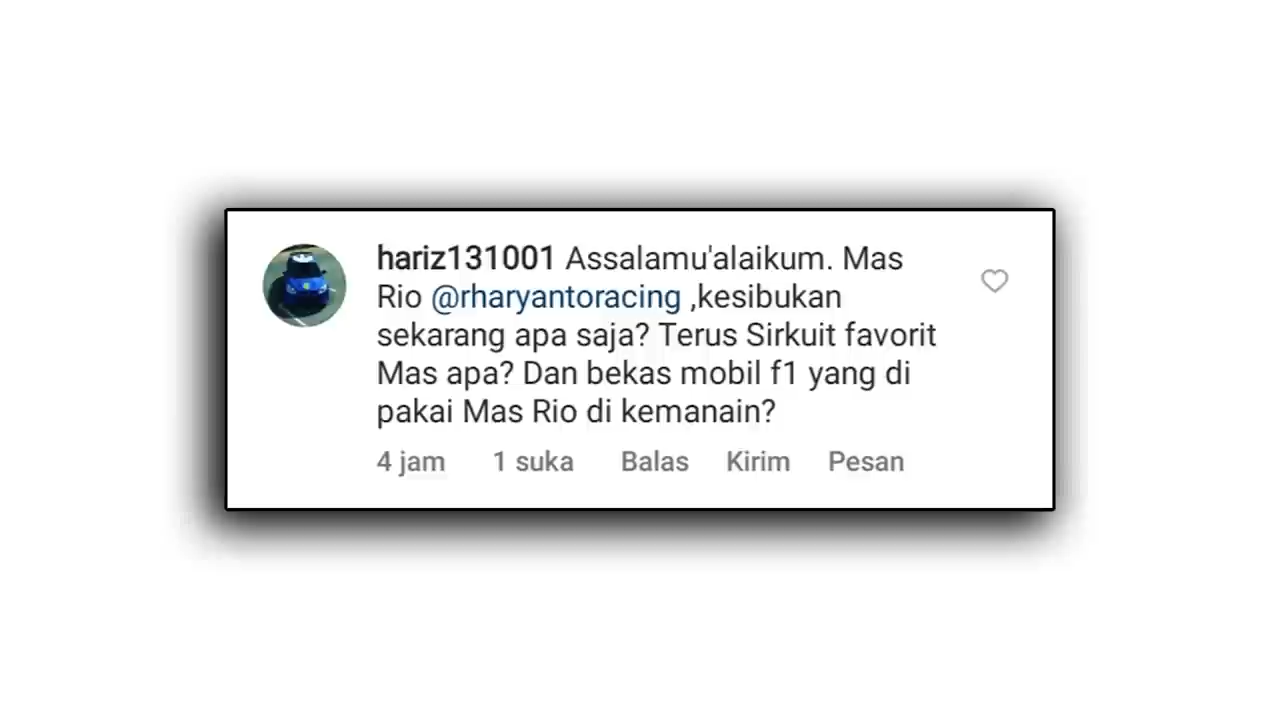 hariz131001 Assalamu'alaikum. Mas
Rio @rharyantoracing ,kesibukan
sekarang apa saja? Terus Sirkuit favorit
Mas apa? Dan bekas mobil f1 yang di
pakai Mas Rio di kemanain?
4 jam 1 suka Balas Kirim Pesan